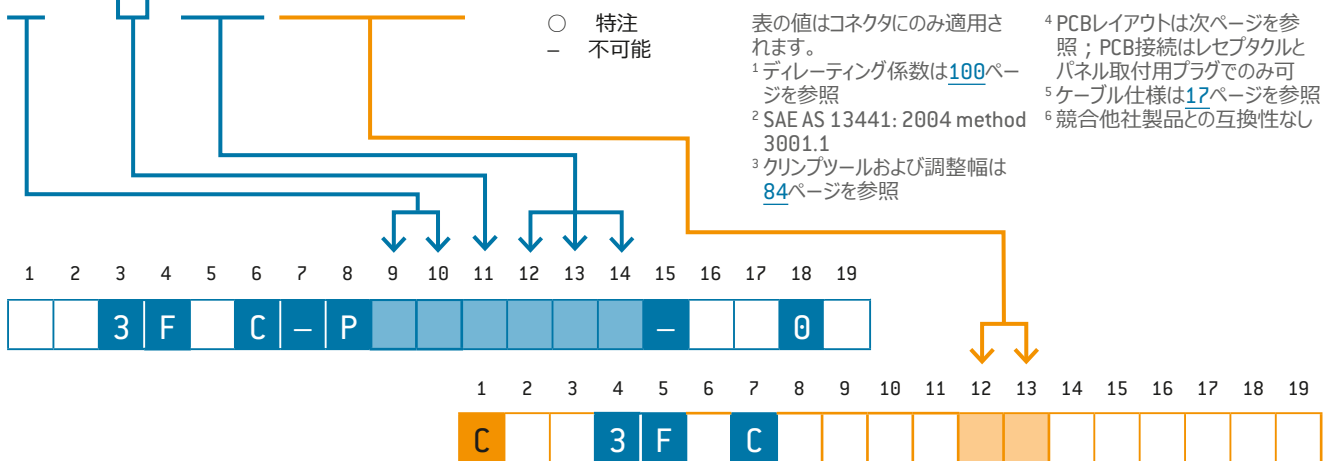 ○ 特注
– 不可能
表の値はコネクタにのみ適用さ
れます。
¹ ディレーティング係数は100ペー
ジを参照
² SAE AS 13441: 2004 method
3001.1
³ クリンプツールおよび調整幅は
84ページを参照
⁴ PCBレイアウトは次ページを参
照；PCB接続はレセプタクルと
パネル取付用プラグでのみ可
⁵ ケーブル仕様は17ページを参照
⁶ 競合他社製品との互換性なし
1 2 3 4 5 6 7 8 9 10 11 12 13 14 15 16 17 18 19
3 F C – P – 0
1 2 3 4 5 6 7 8 9 10 11 12 13 14 15 16 17 18 19
C 3 F C